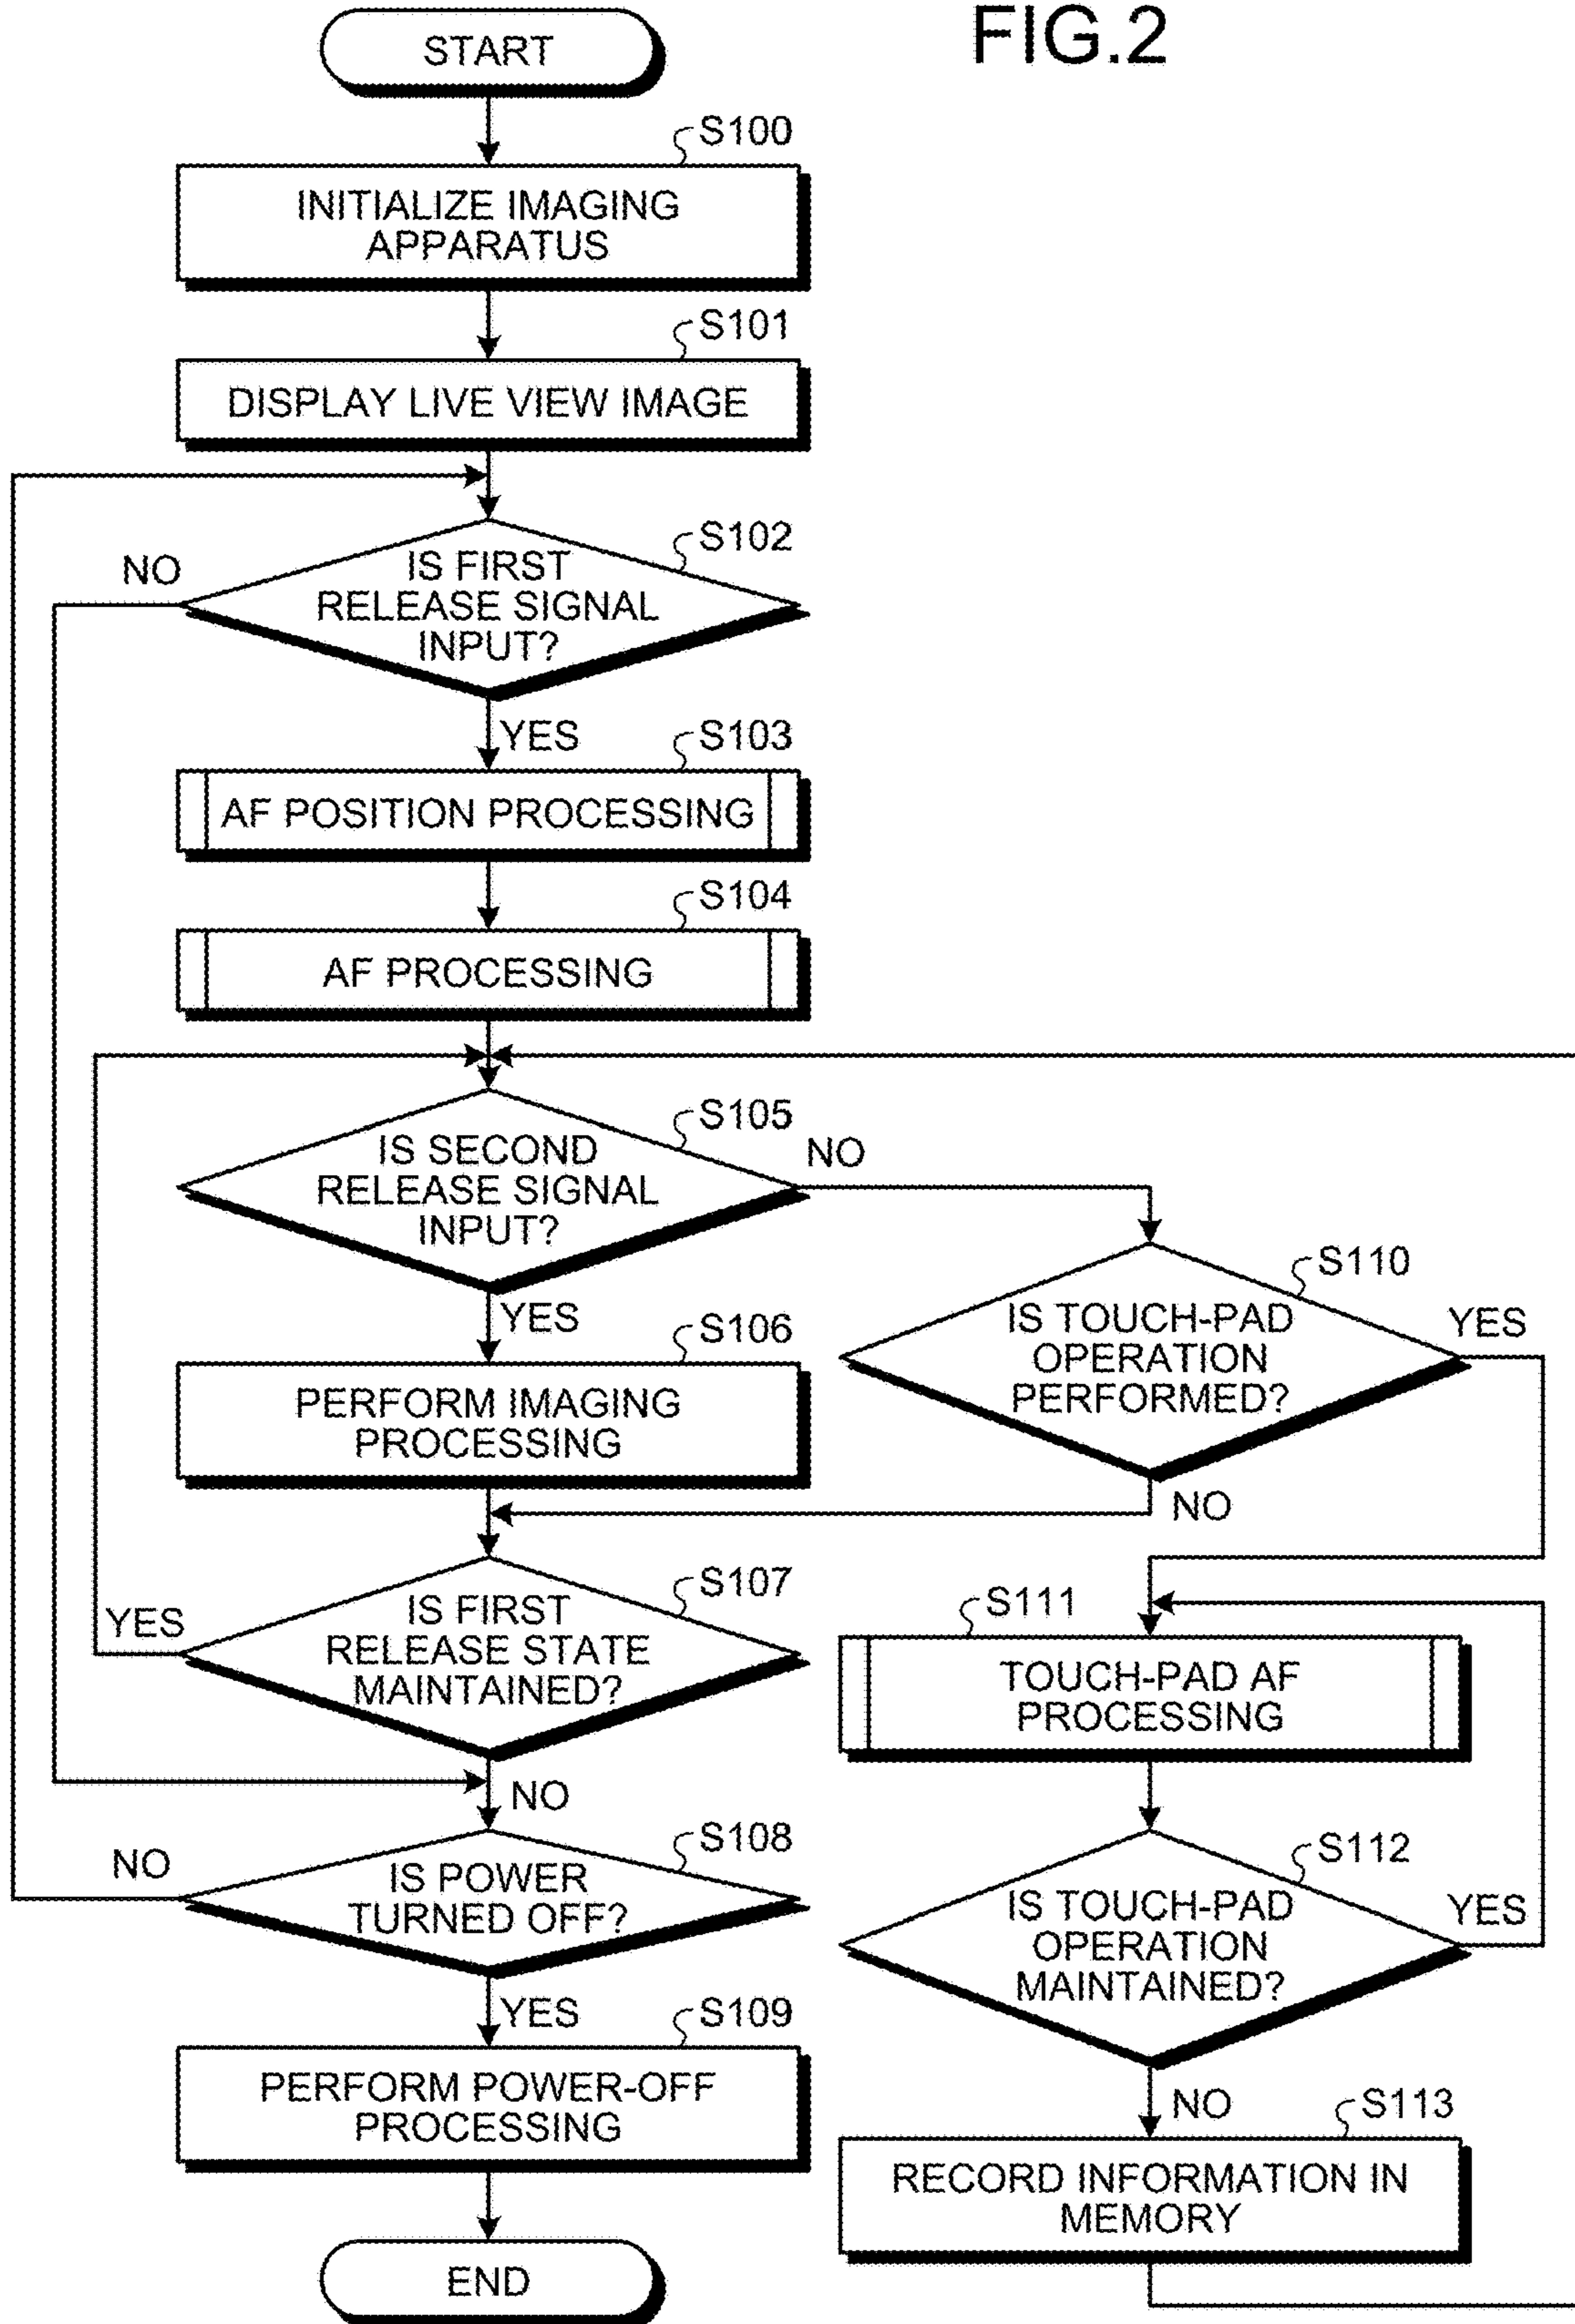 FIG.2
START
S100
INITIALIZE IMAGING
APPARATUS
S101
DISPLAY LIVE VIEW IMAGE
S102
NO
IS FIRST
RELEASE SIGNAL
INPUT?
YES
S103
AF POSITION PROCESSING
S104
AF PROCESSING
S105
IS SECOND
RELEASE SIGNAL
INPUT?
NO
YES
S106
PERFORM IMAGING
PROCESSING
S110
IS TOUCH-PAD
OPERATION
PERFORMED?
YES
NO
S107
YES
IS FIRST
RELEASE STATE
MAINTAINED?
NO
S111
TOUCH-PAD AF
PROCESSING
S108
NO
IS POWER
TURNED OFF?
YES
S112
IS TOUCH-PAD
OPERATION
MAINTAINED?
YES
NO
S109
PERFORM POWER-OFF
PROCESSING
S113
RECORD INFORMATION IN
MEMORY
END